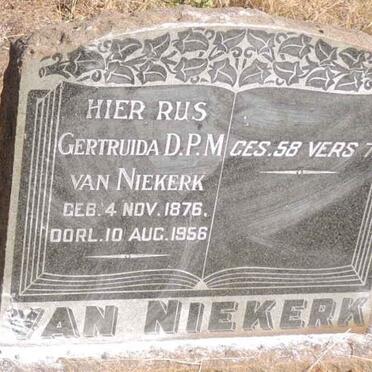 HIER RUS
GERTRUIDA D.P.M
VAN NIEKERK
GEB. 4 NOV. 1876.
OORL. 10 AUG. 1956
GES. 58 VERS 7
VAN NIEKERK